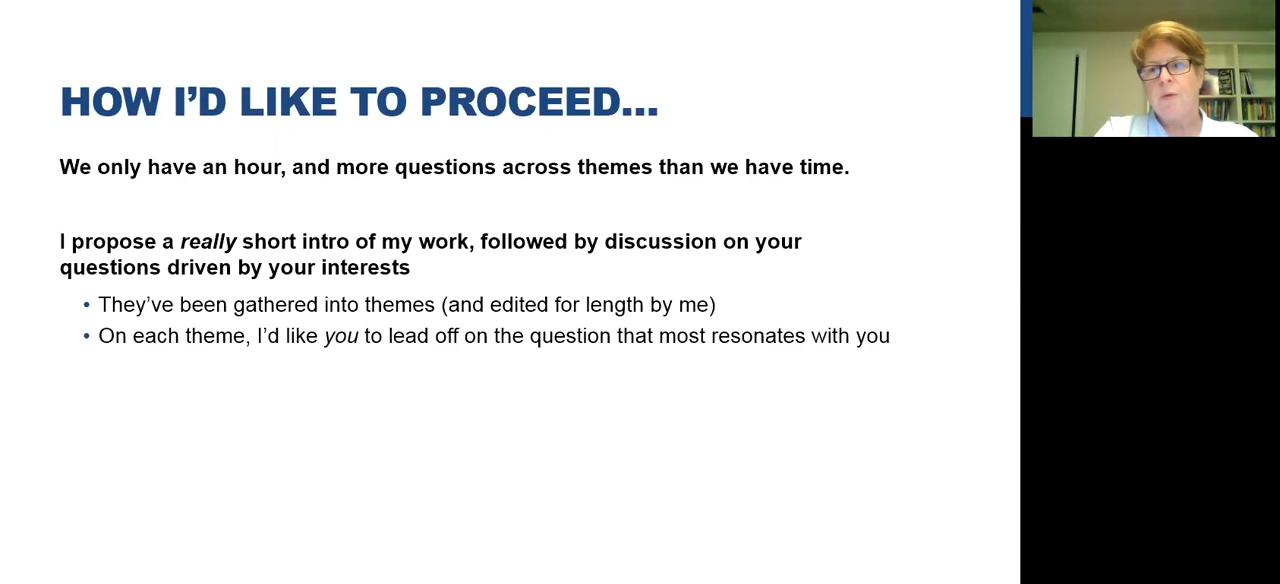 HOW I’D LIKE TO PROCEED...
We only have an hour, and more questions across themes than we have time.
I propose a really short intro of my work, followed by discussion on your
questions driven by your interests
• They’ve been gathered into themes (and edited for length by me)
• On each theme, I’d like you to lead off on the question that most resonates with you